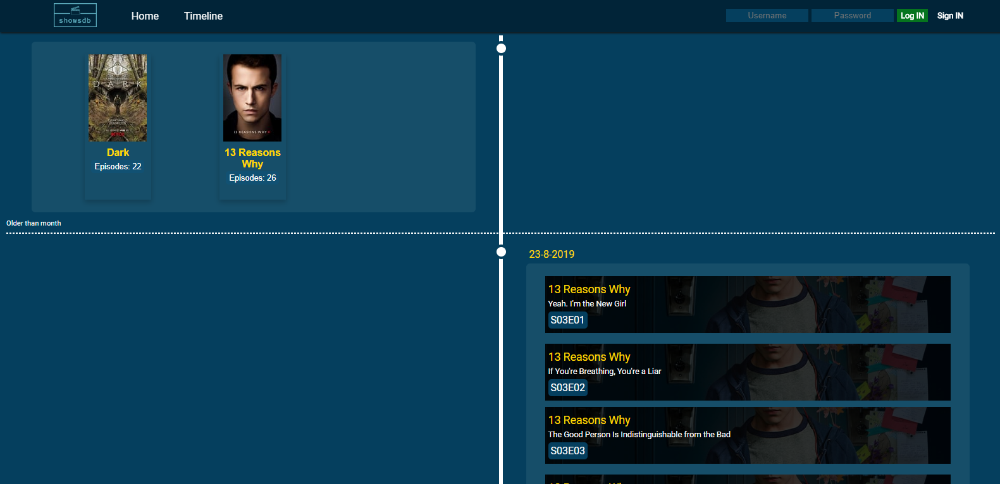 showsdb
Home
Timeline
Username
Password
Log IN
Sign IN
DARK
13 REASONS WHY
Dark
Episodes: 22
13 Reasons
Why
Episodes: 26
Older than month
23-8-2019
13 Reasons Why
Yeah. I'm the New Girl
S03E01
13 Reasons Why
If You're Breathing, You're a Liar
S03E02
13 Reasons Why
The Good Person Is Indistinguishable from the Bad
S03E03